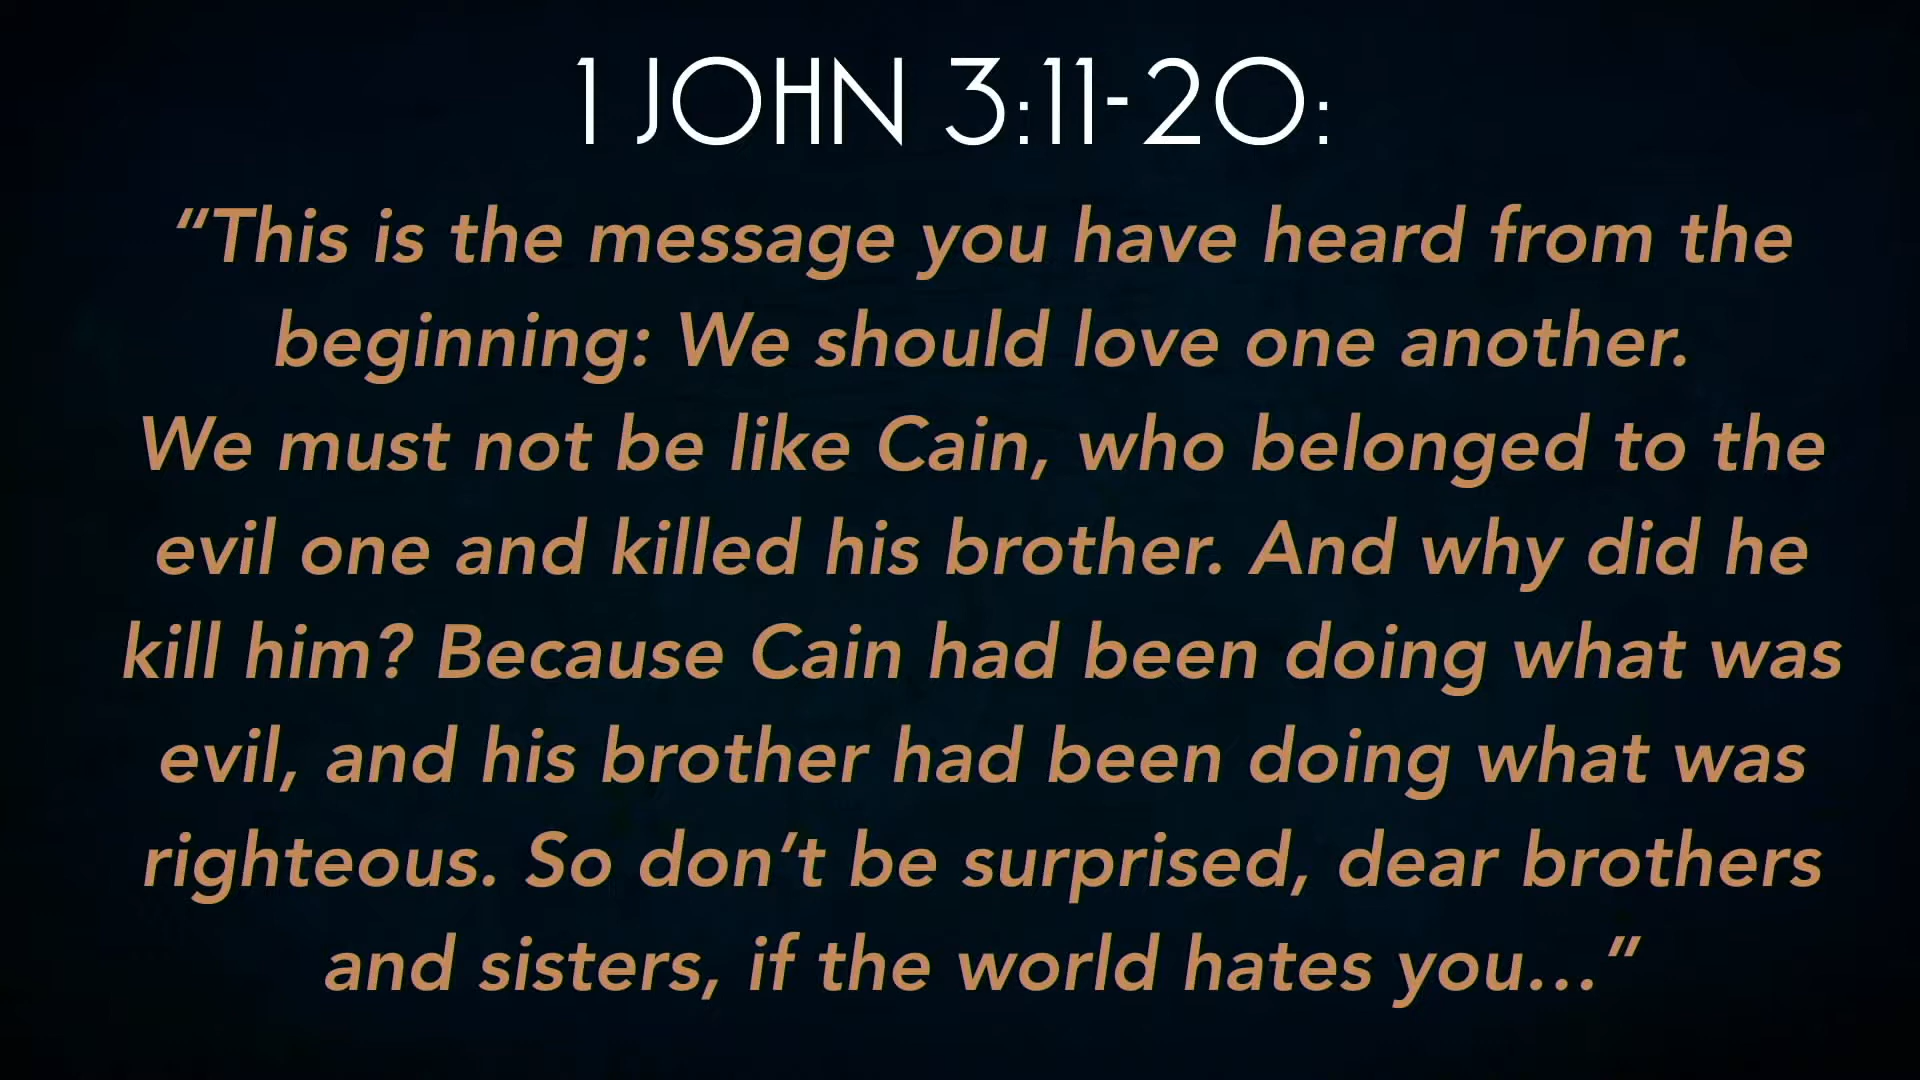 1 JOHN 3:11-20:
“This is the message you have heard from the
beginning: We should love one another.
We must not be like Cain, who belonged to the
evil one and killed his brother. And why did he
kill him? Because Cain had been doing what was
evil, and his brother had been doing what was
righteous. So don’t be surprised, dear brothers
and sisters, if the world hates you…”